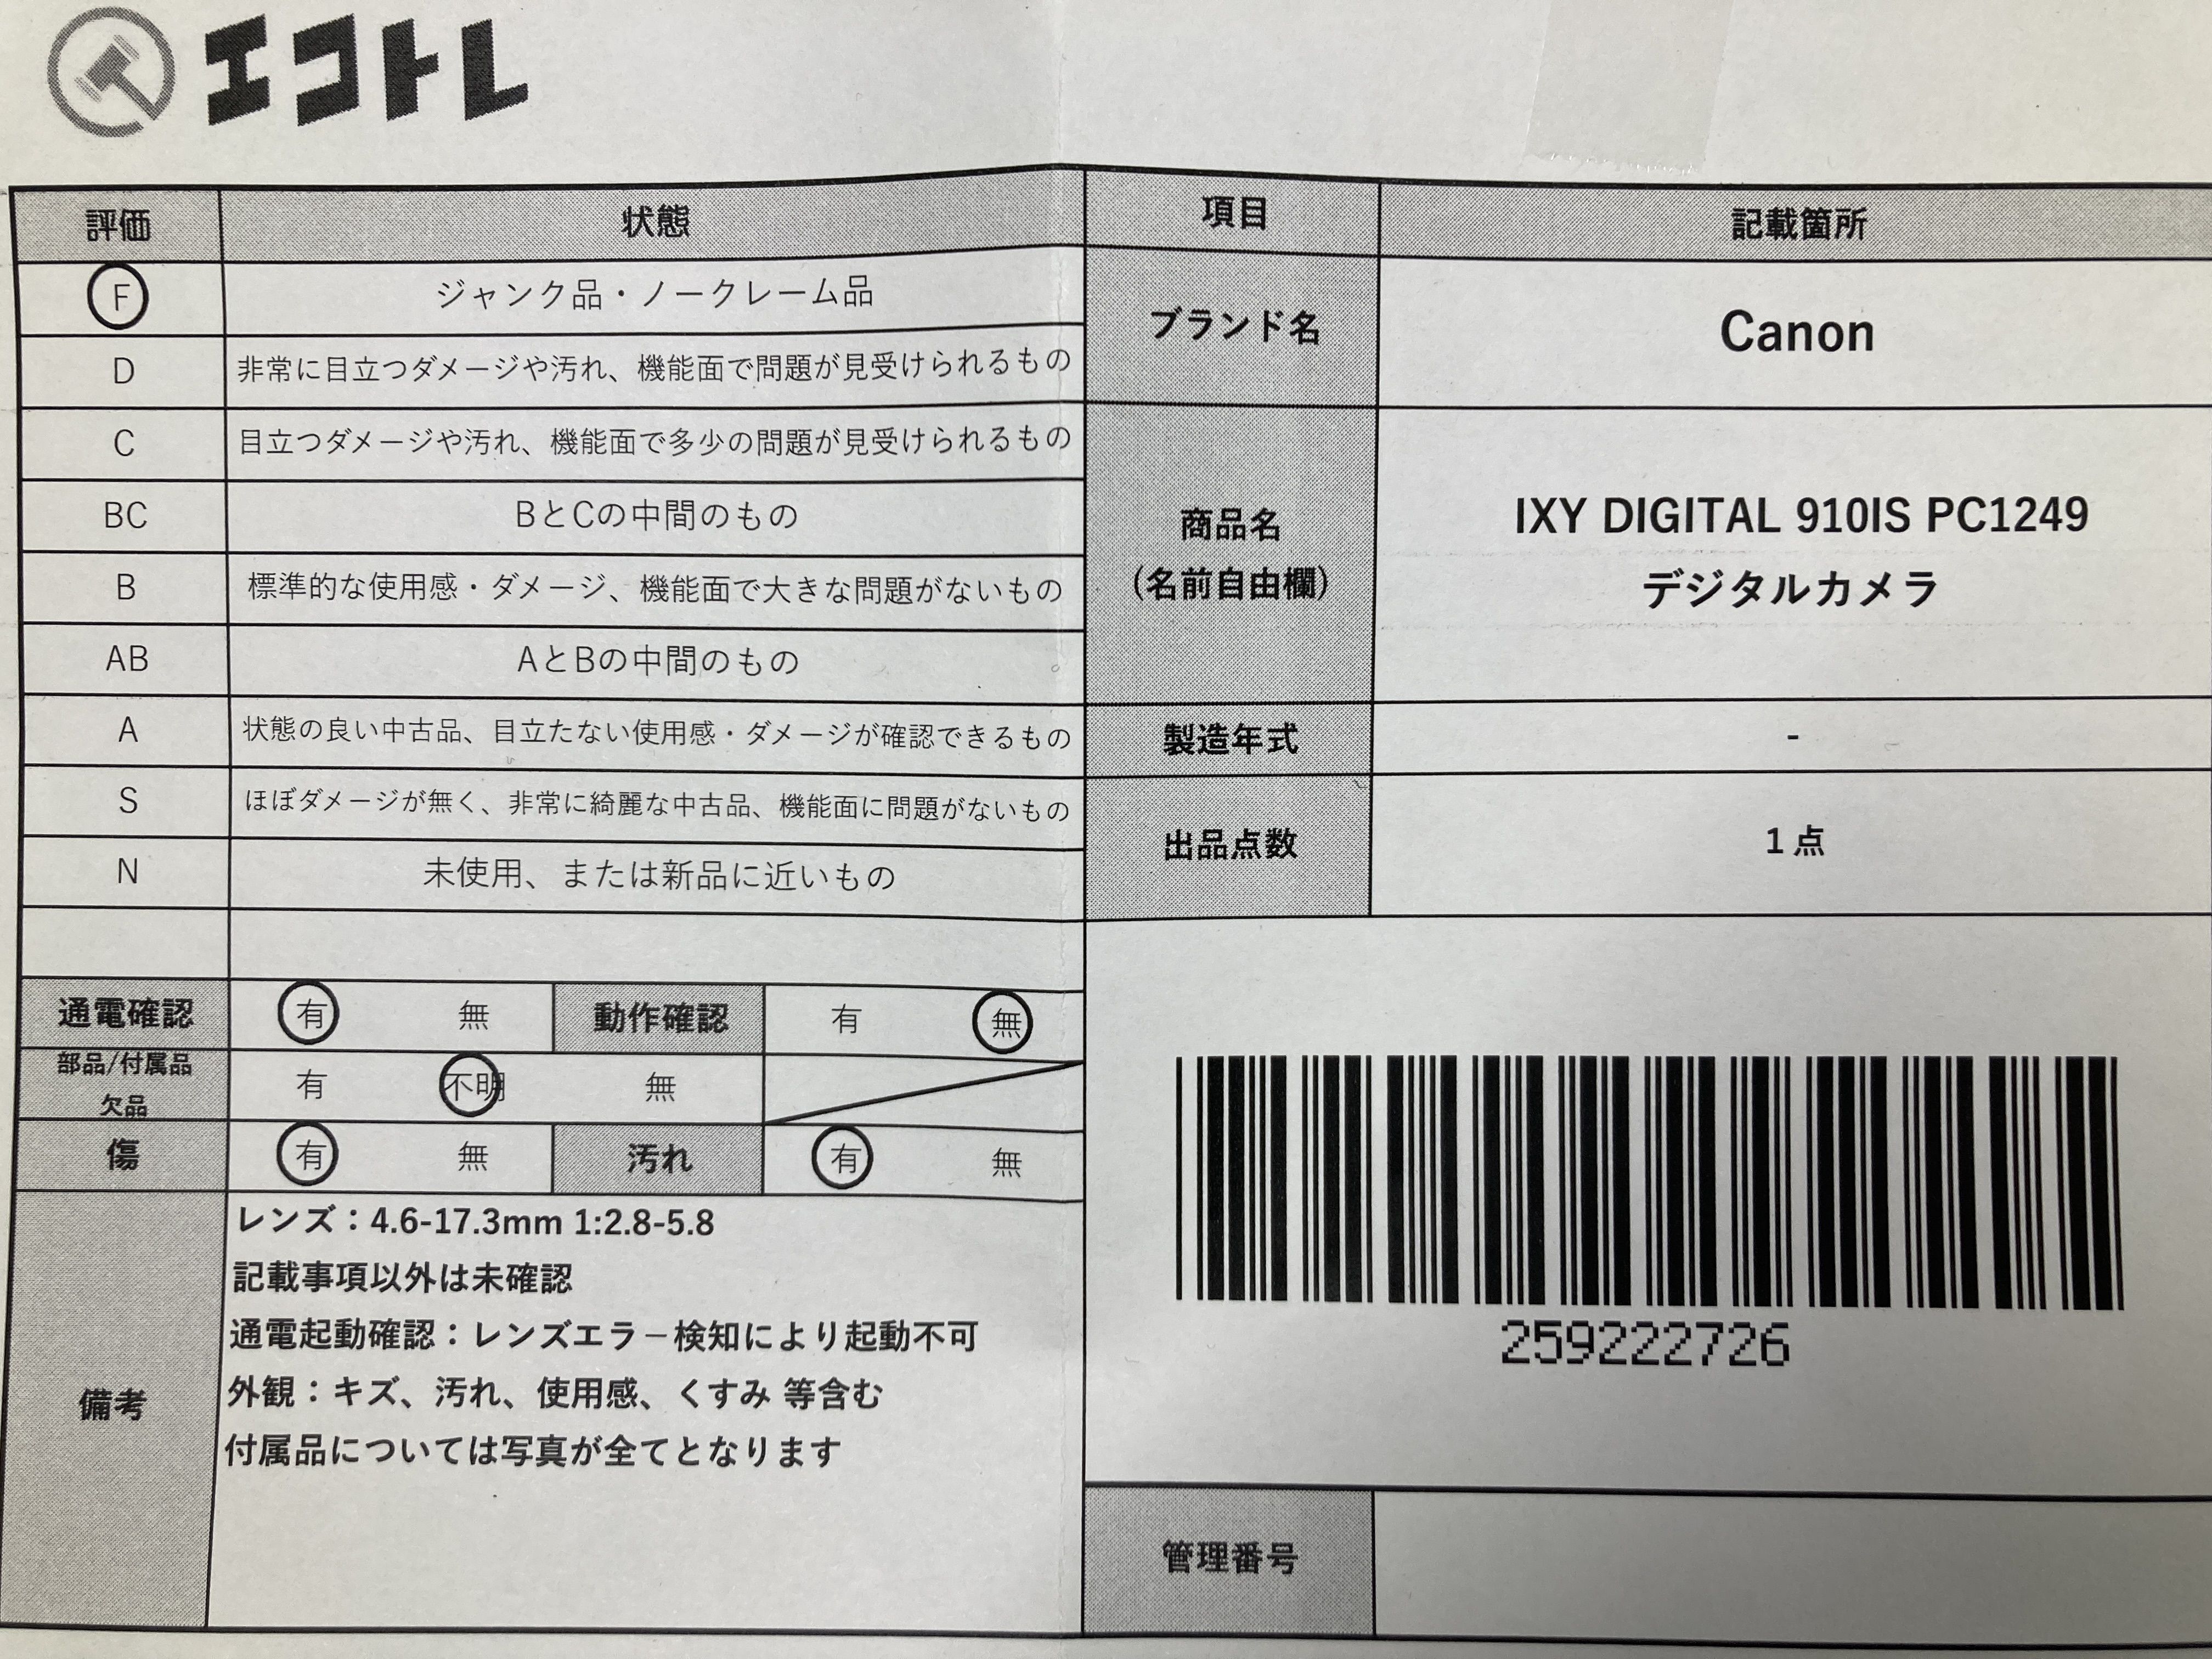 エコトレ
評価 状態
F ジャンク品・ノークレーム品
D 非常に目立つダメージや汚れ、機能面で問題が見受けられるもの
C 目立つダメージや汚れ、機能面で多少の問題が見受けられるもの
BC BとCの中間のもの
B 標準的な使用感・ダメージ、機能面で大きな問題がないもの
AB AとBの中間のもの
A 状態の良い中古品、目立たない使用感・ダメージが確認できるもの
S ほぼダメージが無く、非常に綺麗な中古品、機能面に問題がないもの
N 未使用、または新品に近いもの
通電確認 有 無 動作確認 有 無
部品/付属品
欠品 有 不明 無
傷 有 無 汚れ 有 無
備考
レンズ：4.6-17.3mm 1:2.8-5.8
記載事項以外は未確認
通電起動確認：レンズエラー検知により起動不可
外観：キズ、汚れ、使用感、くすみ 等含む
付属品については写真が全てとなります
項目 記載箇所
ブランド名 Canon
商品名
(名前自由欄)
IXY DIGITAL 910IS PC1249
デジタルカメラ
製造年式 -
出品点数 1 点
259222726
管理番号